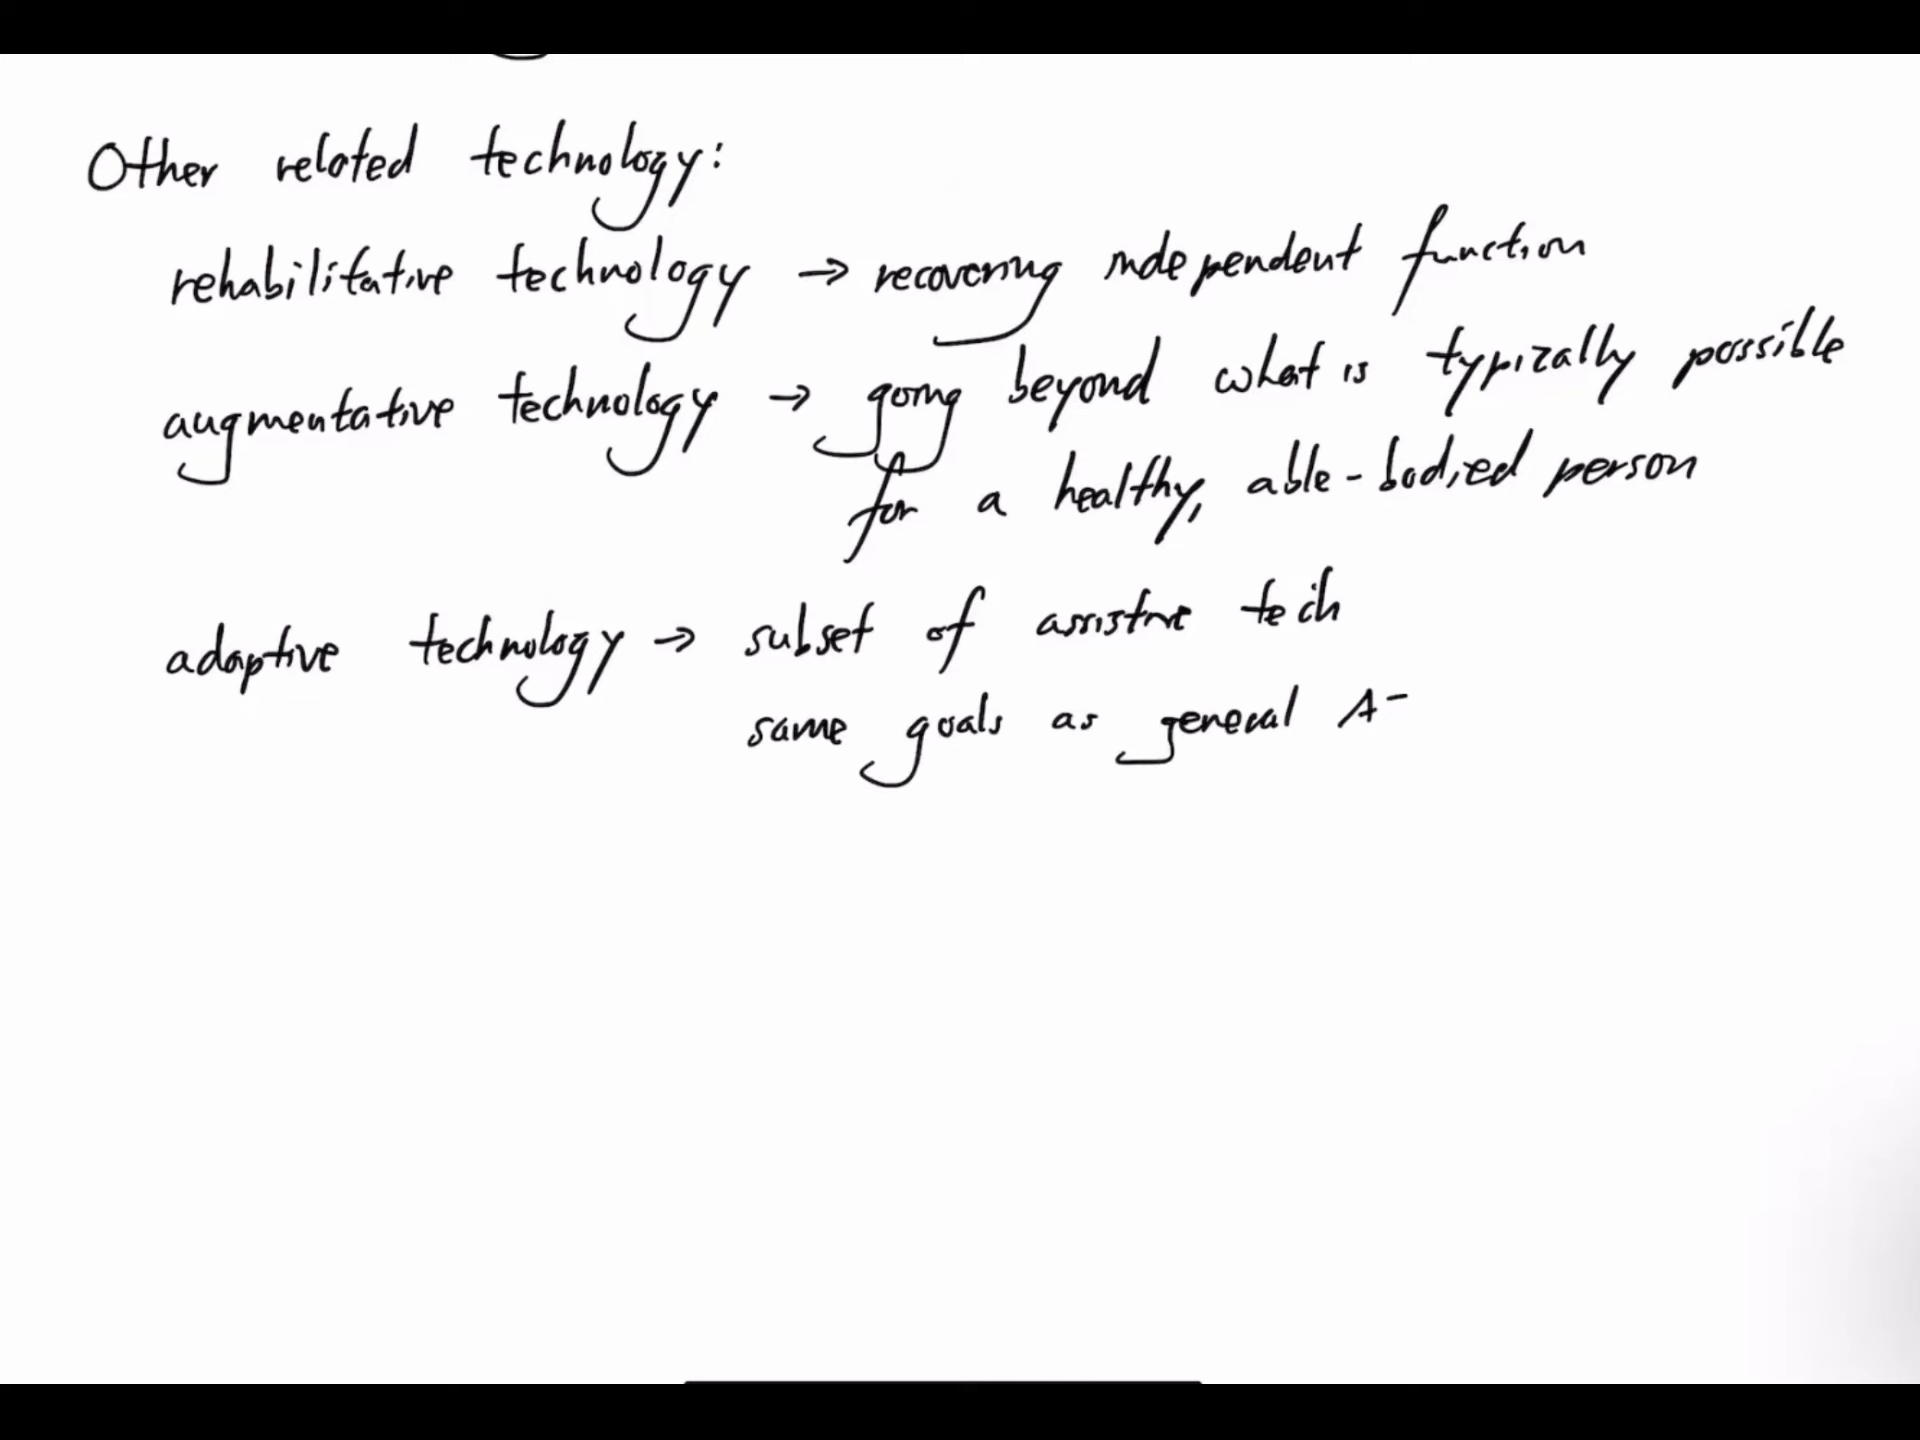 Other related technology:
rehabilitative technology → recovering independent function
augmentative technology → going beyond what is typically possible
for a healthy, able-bodied person
adaptive technology → subset of assistive tech
same goals as general A-